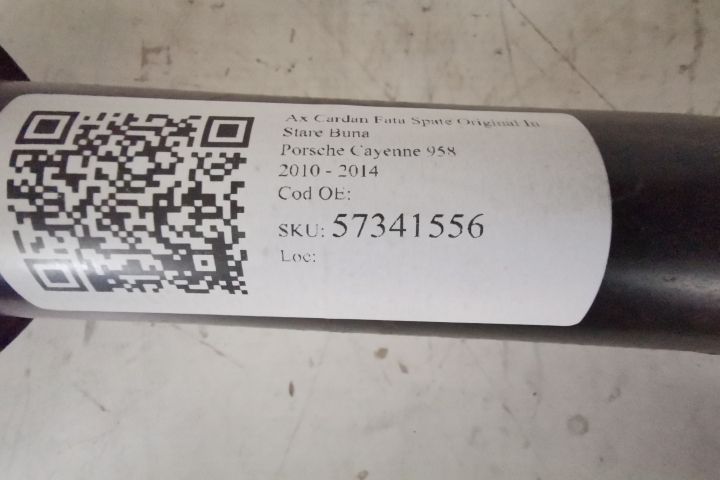 Ax Cardan Fata Spate Original In
Stare Buna
Porsche Cayenne 958
2010 - 2014
Cod OE:
SKU: 57341556
Loc: